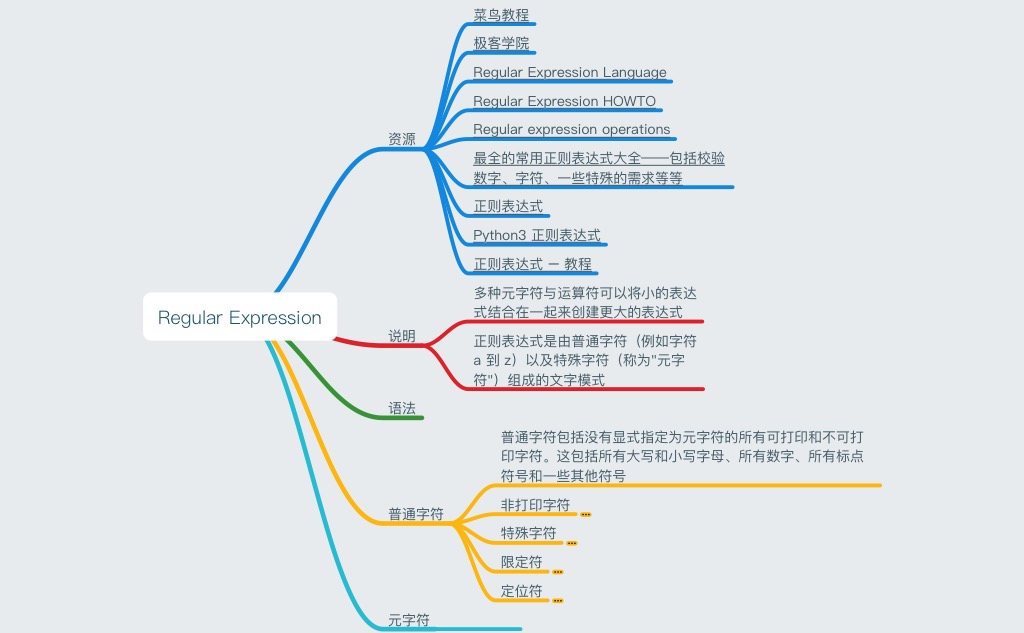 菜鸟教程
极客学院
Regular Expression Language
Regular Expression HOWTO
Regular expression operations
资源
最全的常用正则表达式大全——包括校验
数字、字符、一些特殊的需求等等
正则表达式
Python3 正则表达式
正则表达式 – 教程
多种元字符与运算符可以将小的表达
式结合在一起来创建更大的表达式
Regular Expression
说明
正则表达式是由普通字符（例如字符
a 到 z）以及特殊字符（称为"元字
符"）组成的文字模式
语法
普通字符包括没有显式指定为元字符的所有可打印和不可打
印字符。这包括所有大写和小写字母、所有数字、所有标点
符号和一些其他符号
非打印字符
普通字符
特殊字符
限定符
定位符
元字符